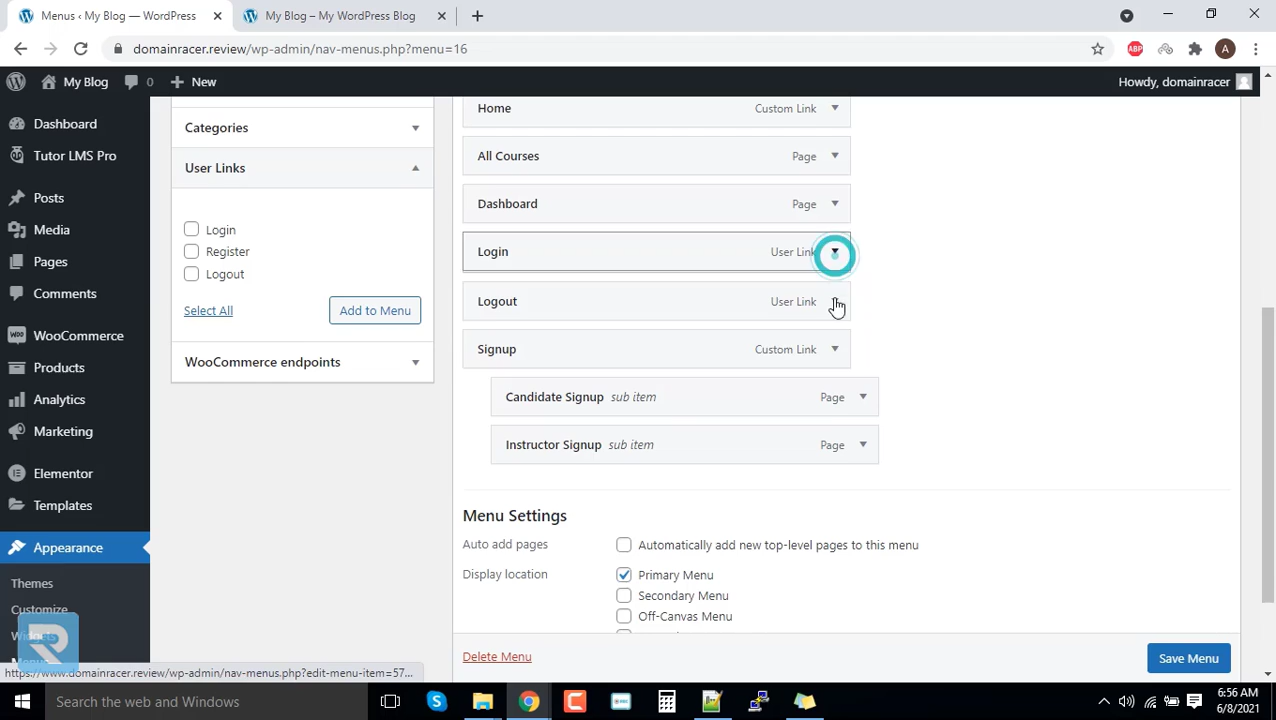 Menus ‹ My Blog — WordPress
My Blog – My WordPress Blog
domainracer.review/wp-admin/nav-menus.php?menu=16
ABP
A
My Blog
0
New
Howdy, domainracer
Dashboard
Tutor LMS Pro
Posts
Media
Pages
Comments
WooCommerce
Products
Analytics
Marketing
Elementor
Templates
Appearance
Themes
Customize
Widgets
Categories
User Links
Login
Register
Logout
Select All
Add to Menu
WooCommerce endpoints
Home Custom Link
All Courses Page
Dashboard Page
Login User Link
Logout User Link
Signup Custom Link
Candidate Signup sub item Page
Instructor Signup sub item Page
Menu Settings
Auto add pages
Automatically add new top-level pages to this menu
Display location
Primary Menu
Secondary Menu
Off-Canvas Menu
Delete Menu
Save Menu
https://www.domainracer.review/wp-admin/nav-menus.php?edit-menu-item=57...
Search the web and Windows
6:56 AM
6/8/2021